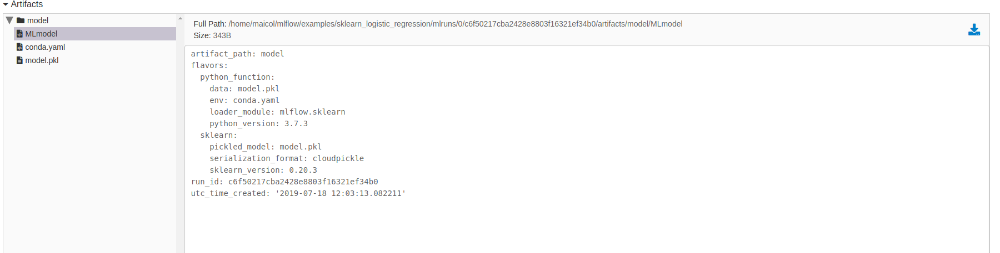 Artifacts
model
MLmodel
conda.yaml
model.pkl
Full Path: /home/maicol/mlflow/examples/sklearn_logistic_regression/mlruns/0/c6f50217cba2428e8803f16321ef34b0/artifacts/model/MLmodel
Size: 343B
artifact_path: model
flavors:
  python_function:
    data: model.pkl
    env: conda.yaml
    loader_module: mlflow.sklearn
    python_version: 3.7.3
  sklearn:
    pickled_model: model.pkl
    serialization_format: cloudpickle
    sklearn_version: 0.20.3
run_id: c6f50217cba2428e8803f16321ef34b0
utc_time_created: '2019-07-18 12:03:13.082211'